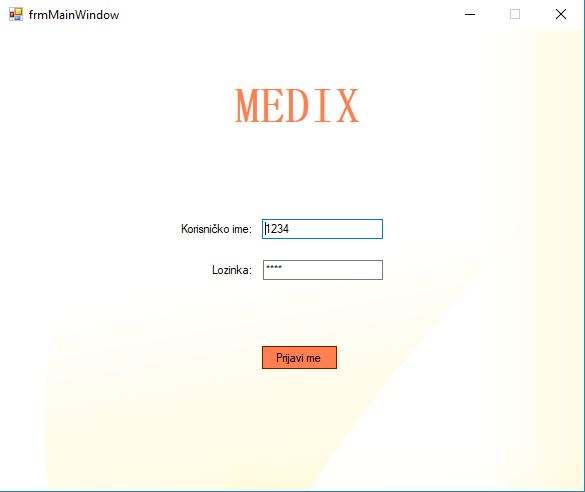 frmMainWindow
MEDIX
Korisničko ime: 1234
Lozinka: ****
Prijavi me